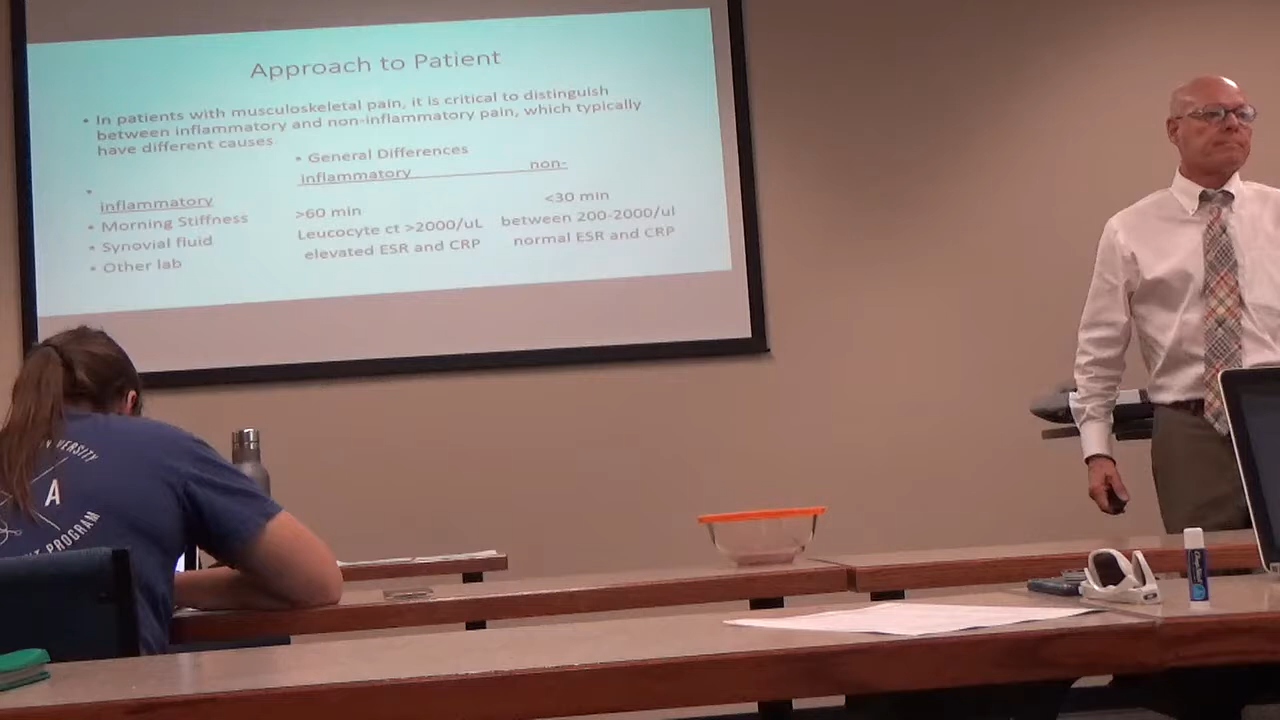 Approach to Patient
• In patients with musculoskeletal pain, it is critical to distinguish
between inflammatory and non-inflammatory pain, which typically
have different causes
• General Differences
inflammatory non-
•
inflammatory
<30 min
• Morning Stiffness >60 min
• Synovial fluid Leucocyte ct >2000/uL between 200-2000/ul
• Other lab elevated ESR and CRP normal ESR and CRP
VERSITY
A
PROGRAM